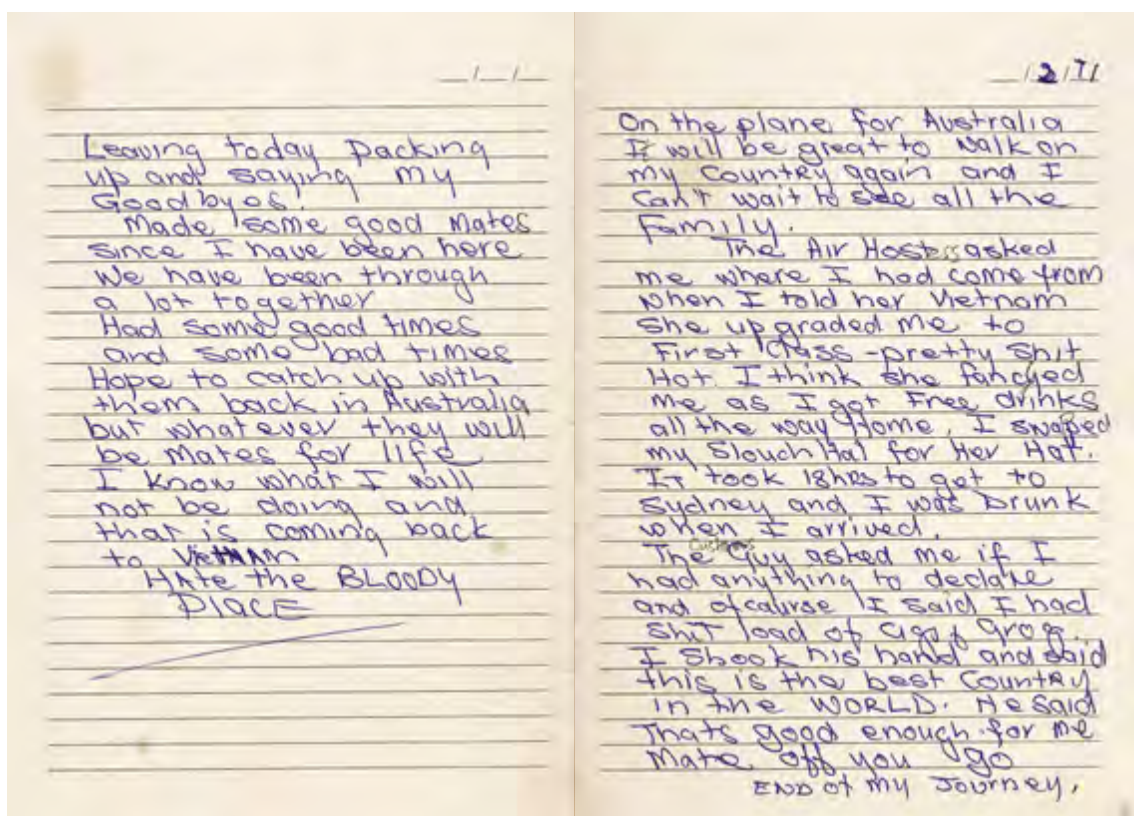 __/__/__
Leaving today packing
up and saying my
Goodbyes.
Made some good Mates
since I have been here
We have been through
a lot together
Had some good times
and some bad times
Hope to catch up with
them back in Australia
but whatever they will
be Mates for life
I know what I will
not be doing and
that is coming back
to VIETNAM
HATE the BLOODY
PLACE
__/2/71
On the plane for Australia
It will be great to walk on
my Country again and I
Can't wait to see all the
Family.
The Air Hostess asked
me where I had come from
when I told her Vietnam
she upgraded me to
First Class - pretty shit
Hot. I think she fancyed
me as I got Free drinks
all the way Home. I swaped
my Slouch Hat for Her Hat.
IT took 18hrs to get to
Sydney and I was Drunk
when I arrived.
The Customs Guy asked me if I
had anything to declare
and ofcaurse I said I had
ShiT load of Cigs & Grog.
I Shook his hand and said
this is the best Country
in the WORLD. He said
Thats good enough for me
Mate off you go
END of my Journey.